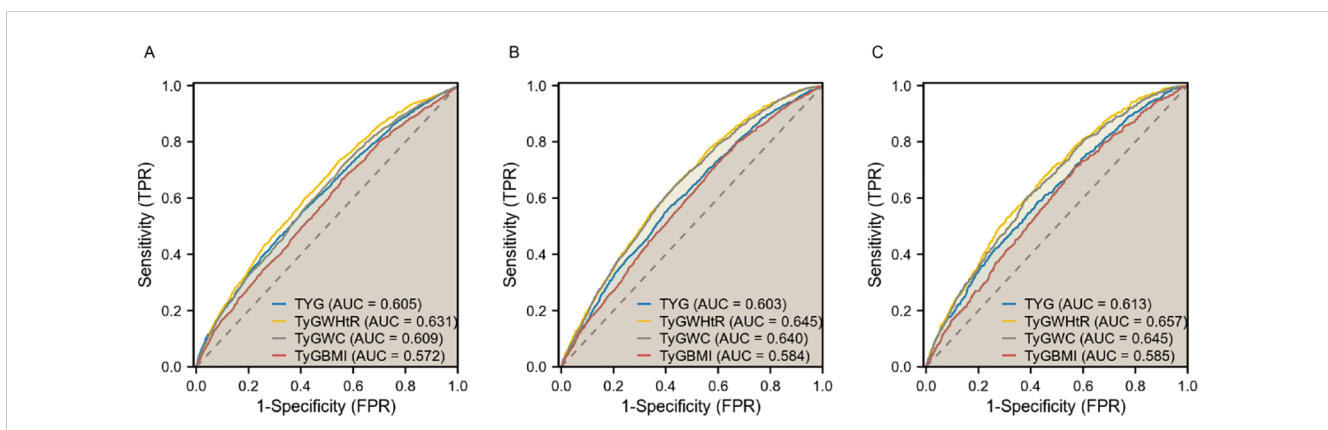 A
Sensitivity (TPR)
1.0
0.8
0.6
0.4
0.2
0.0
TYG (AUC = 0.605)
TyGWHtR (AUC = 0.631)
TyGWC (AUC = 0.609)
TyGBMI (AUC = 0.572)
0.0 0.2 0.4 0.6 0.8 1.0
1-Specificity (FPR)
B
Sensitivity (TPR)
1.0
0.8
0.6
0.4
0.2
0.0
TYG (AUC = 0.603)
TyGWHtR (AUC = 0.645)
TyGWC (AUC = 0.640)
TyGBMI (AUC = 0.584)
0.0 0.2 0.4 0.6 0.8 1.0
1-Specificity (FPR)
C
Sensitivity (TPR)
1.0
0.8
0.6
0.4
0.2
0.0
TYG (AUC = 0.613)
TyGWHtR (AUC = 0.657)
TyGWC (AUC = 0.645)
TyGBMI (AUC = 0.585)
0.0 0.2 0.4 0.6 0.8 1.0
1-Specificity (FPR)